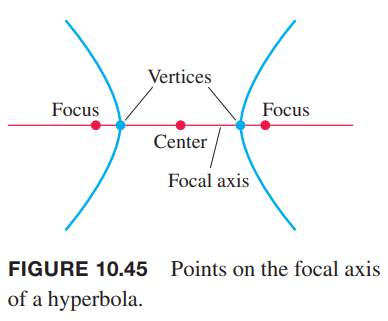 Vertices
Focus
Focus
Center
Focal axis
FIGURE 10.45 Points on the focal axis
of a hyperbola.